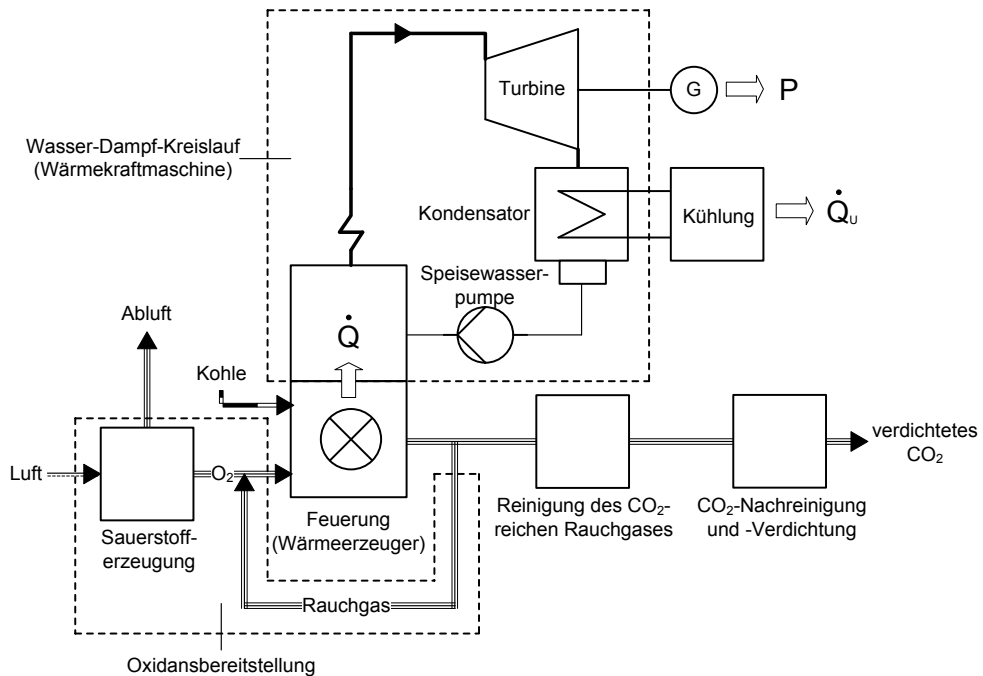 Turbine
G
P
Wasser-Dampf-Kreislauf
(Wärmekraftmaschine)
Kondensator
Kühlung
Q̇U
Speisewasser-
pumpe
Abluft
Q̇
Kohle
verdichtetes
CO₂
Luft
O₂
Sauerstoff-
erzeugung
Feuerung
(Wärmeerzeuger)
Reinigung des CO₂-
reichen Rauchgases
CO₂-Nachreinigung
und -Verdichtung
Rauchgas
Oxidansbereitstellung